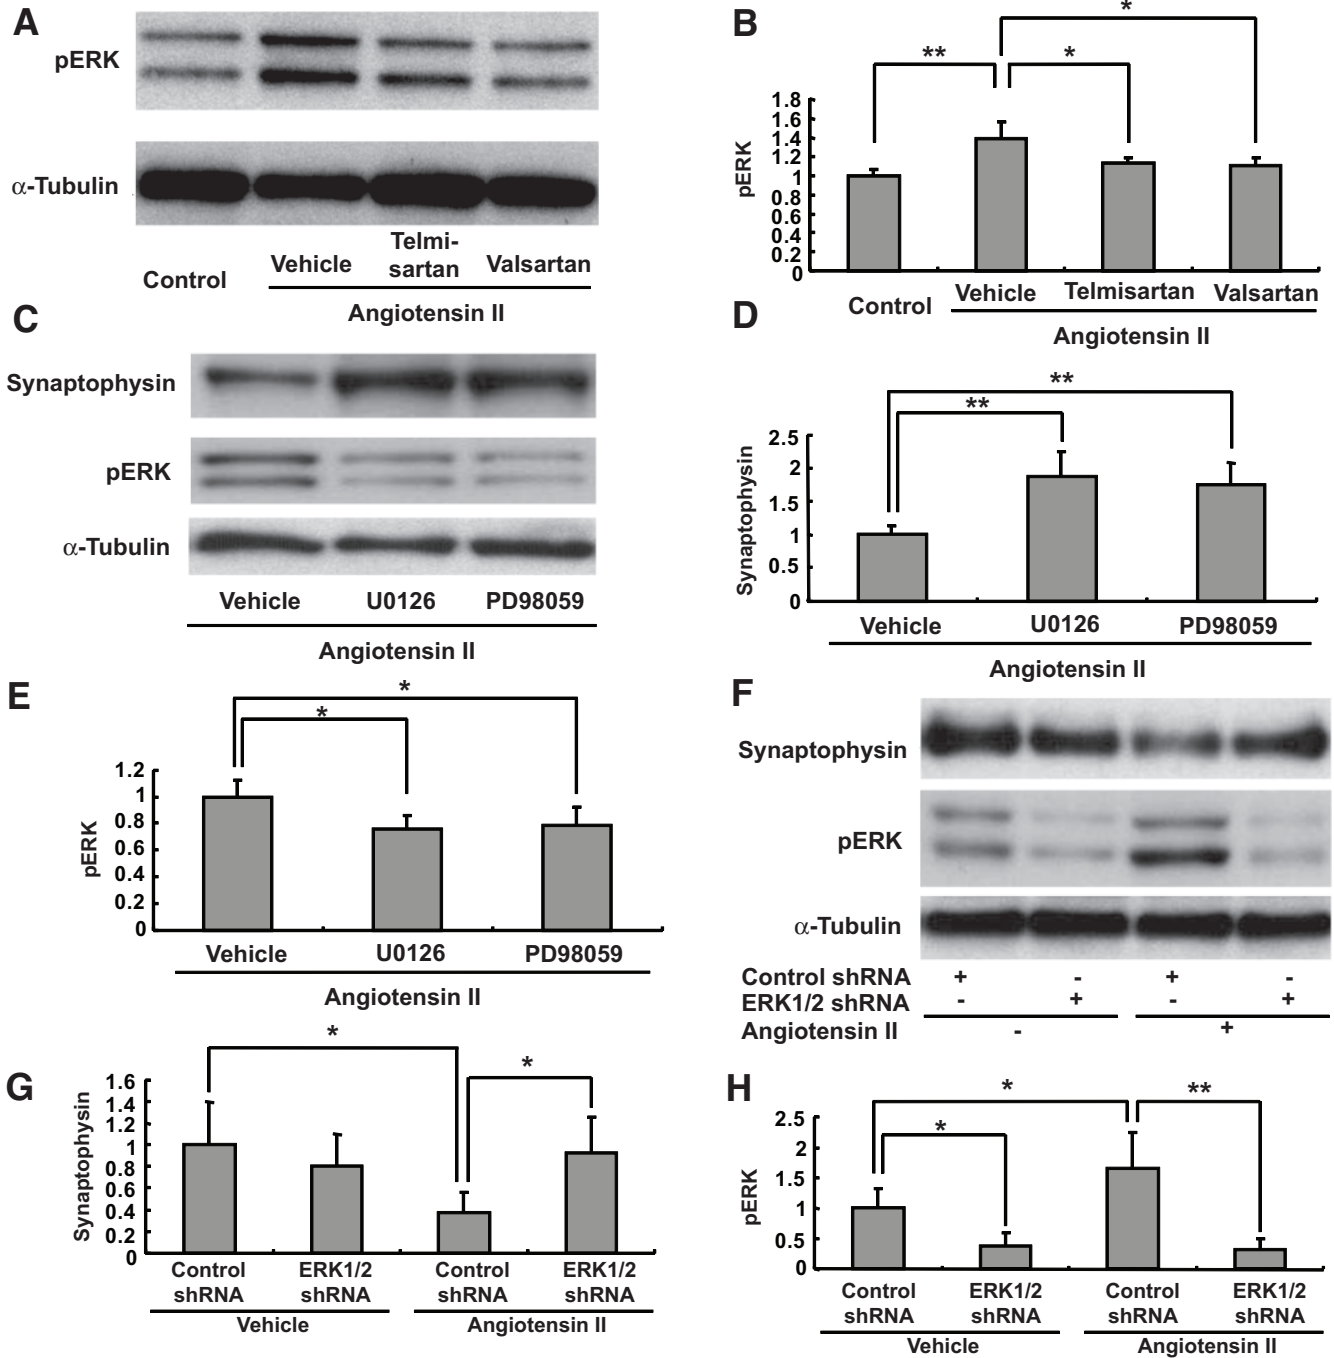 A
pERK
α-Tubulin
Control
Vehicle
Telmi-
sartan
Valsartan
Angiotensin II
B
*
** *
pERK
1.8
1.6
1.4
1.2
1
0.8
0.6
0.4
0.2
0
Control
Vehicle Telmisartan Valsartan
Angiotensin II
C
Synaptophysin
pERK
α-Tubulin
Vehicle U0126 PD98059
Angiotensin II
D
**
**
Synaptophysin
2.5
2
1.5
1
0.5
0
Vehicle U0126 PD98059
Angiotensin II
E
*
*
pERK
1.2
1
0.8
0.6
0.4
0.2
0
Vehicle U0126 PD98059
Angiotensin II
F
Synaptophysin
pERK
α-Tubulin
Control shRNA + - + -
ERK1/2 shRNA - + - +
Angiotensin II - +
G
*
*
Synaptophysin
1.6
1.4
1.2
1
0.8
0.6
0.4
0.2
0
Control ERK1/2 Control ERK1/2
shRNA shRNA shRNA shRNA
Vehicle Angiotensin II
H
* **
*
pERK
2.5
2
1.5
1
0.5
0
Control ERK1/2 Control ERK1/2
shRNA shRNA shRNA shRNA
Vehicle Angiotensin II